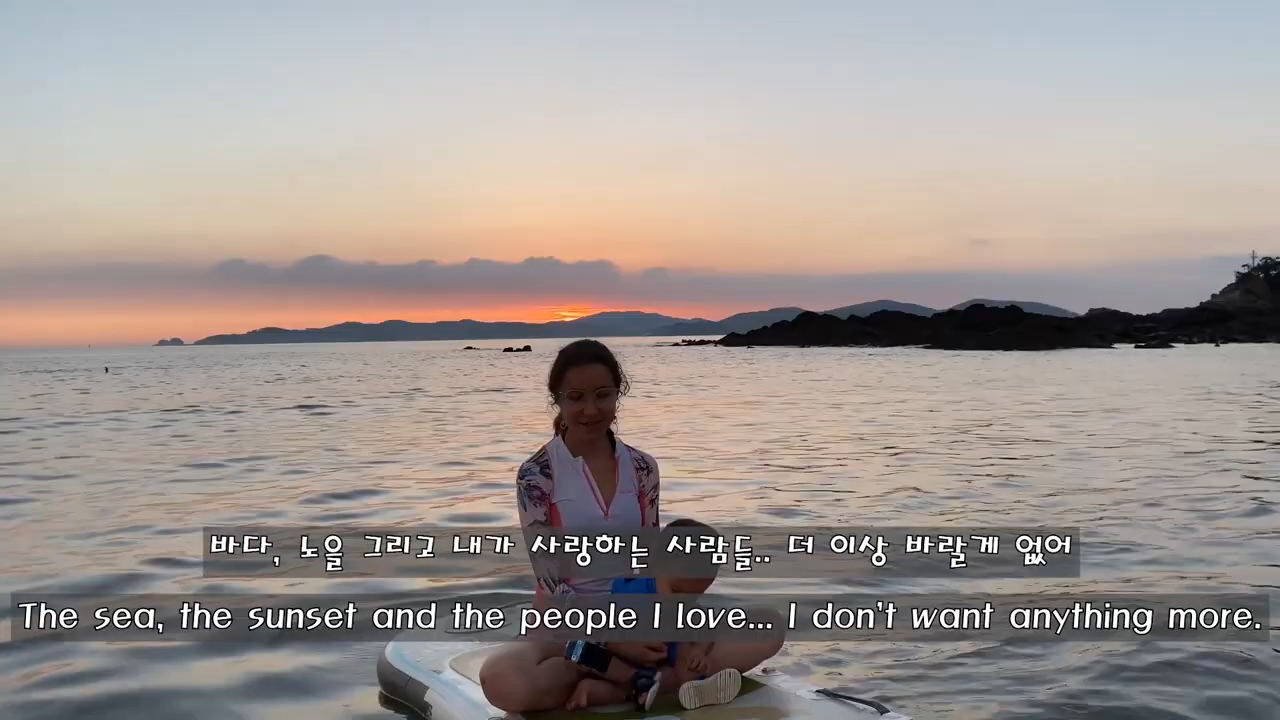 바다, 노을 그리고 내가 사랑하는 사람들.. 더 이상 바랄게 없어
The sea, the sunset and the people I love... I don't want anything more.